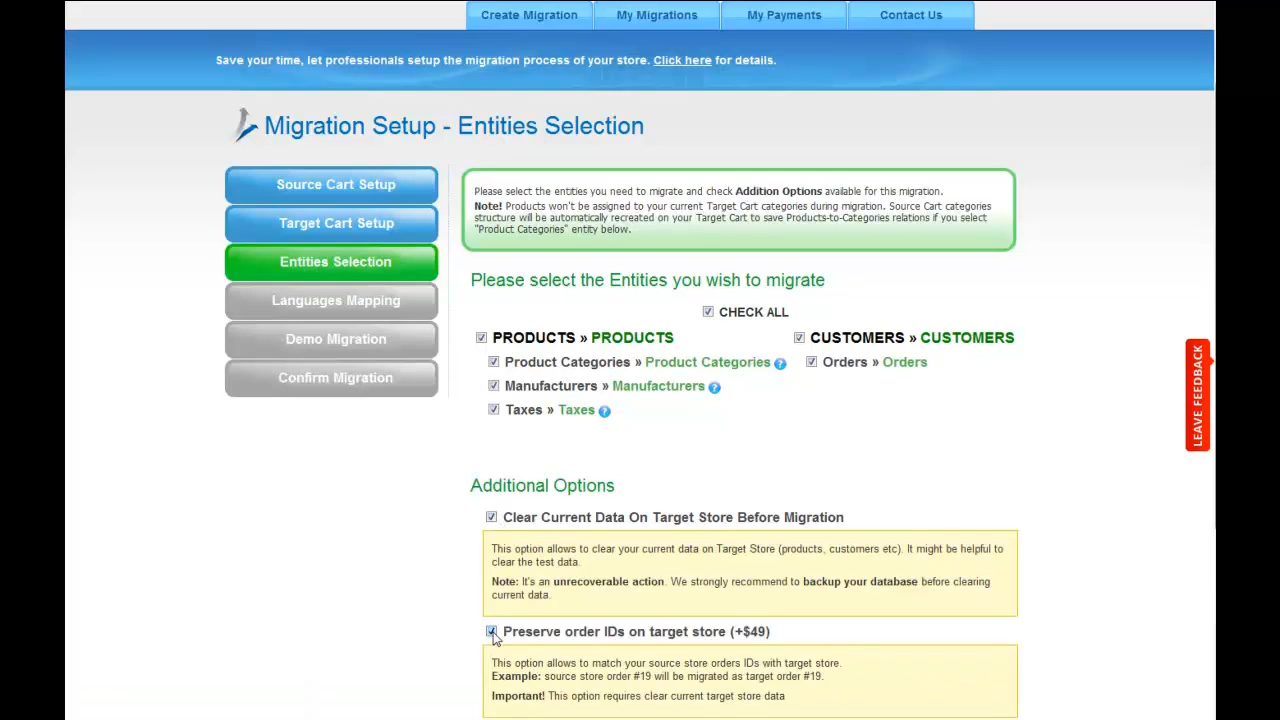 Create Migration
My Migrations
My Payments
Contact Us
Save your time, let professionals setup the migration process of your store. Click here for details.
Migration Setup - Entities Selection
Source Cart Setup
Target Cart Setup
Entities Selection
Languages Mapping
Demo Migration
Confirm Migration
Please select the entities you need to migrate and check Addition Options available for this migration.
Note! Products won't be assigned to your current Target Cart categories during migration. Source Cart categories
structure will be automatically recreated on your Target Cart to save Products-to-Categories relations if you select
"Product Categories" entity below.
Please select the Entities you wish to migrate
CHECK ALL
PRODUCTS » PRODUCTS
Product Categories » Product Categories ?
Manufacturers » Manufacturers ?
Taxes » Taxes ?
CUSTOMERS » CUSTOMERS
Orders » Orders
Additional Options
Clear Current Data On Target Store Before Migration
This option allows to clear your current data on Target Store (products, customers etc). It might be helpful to
clear the test data.
Note: It's an unrecoverable action. We strongly recommend to backup your database before clearing
current data.
Preserve order IDs on target store (+$49)
This option allows to match your source store orders IDs with target store.
Example: source store order #19 will be migrated as target order #19.
Important! This option requires clear current target store data
LEAVE FEEDBACK